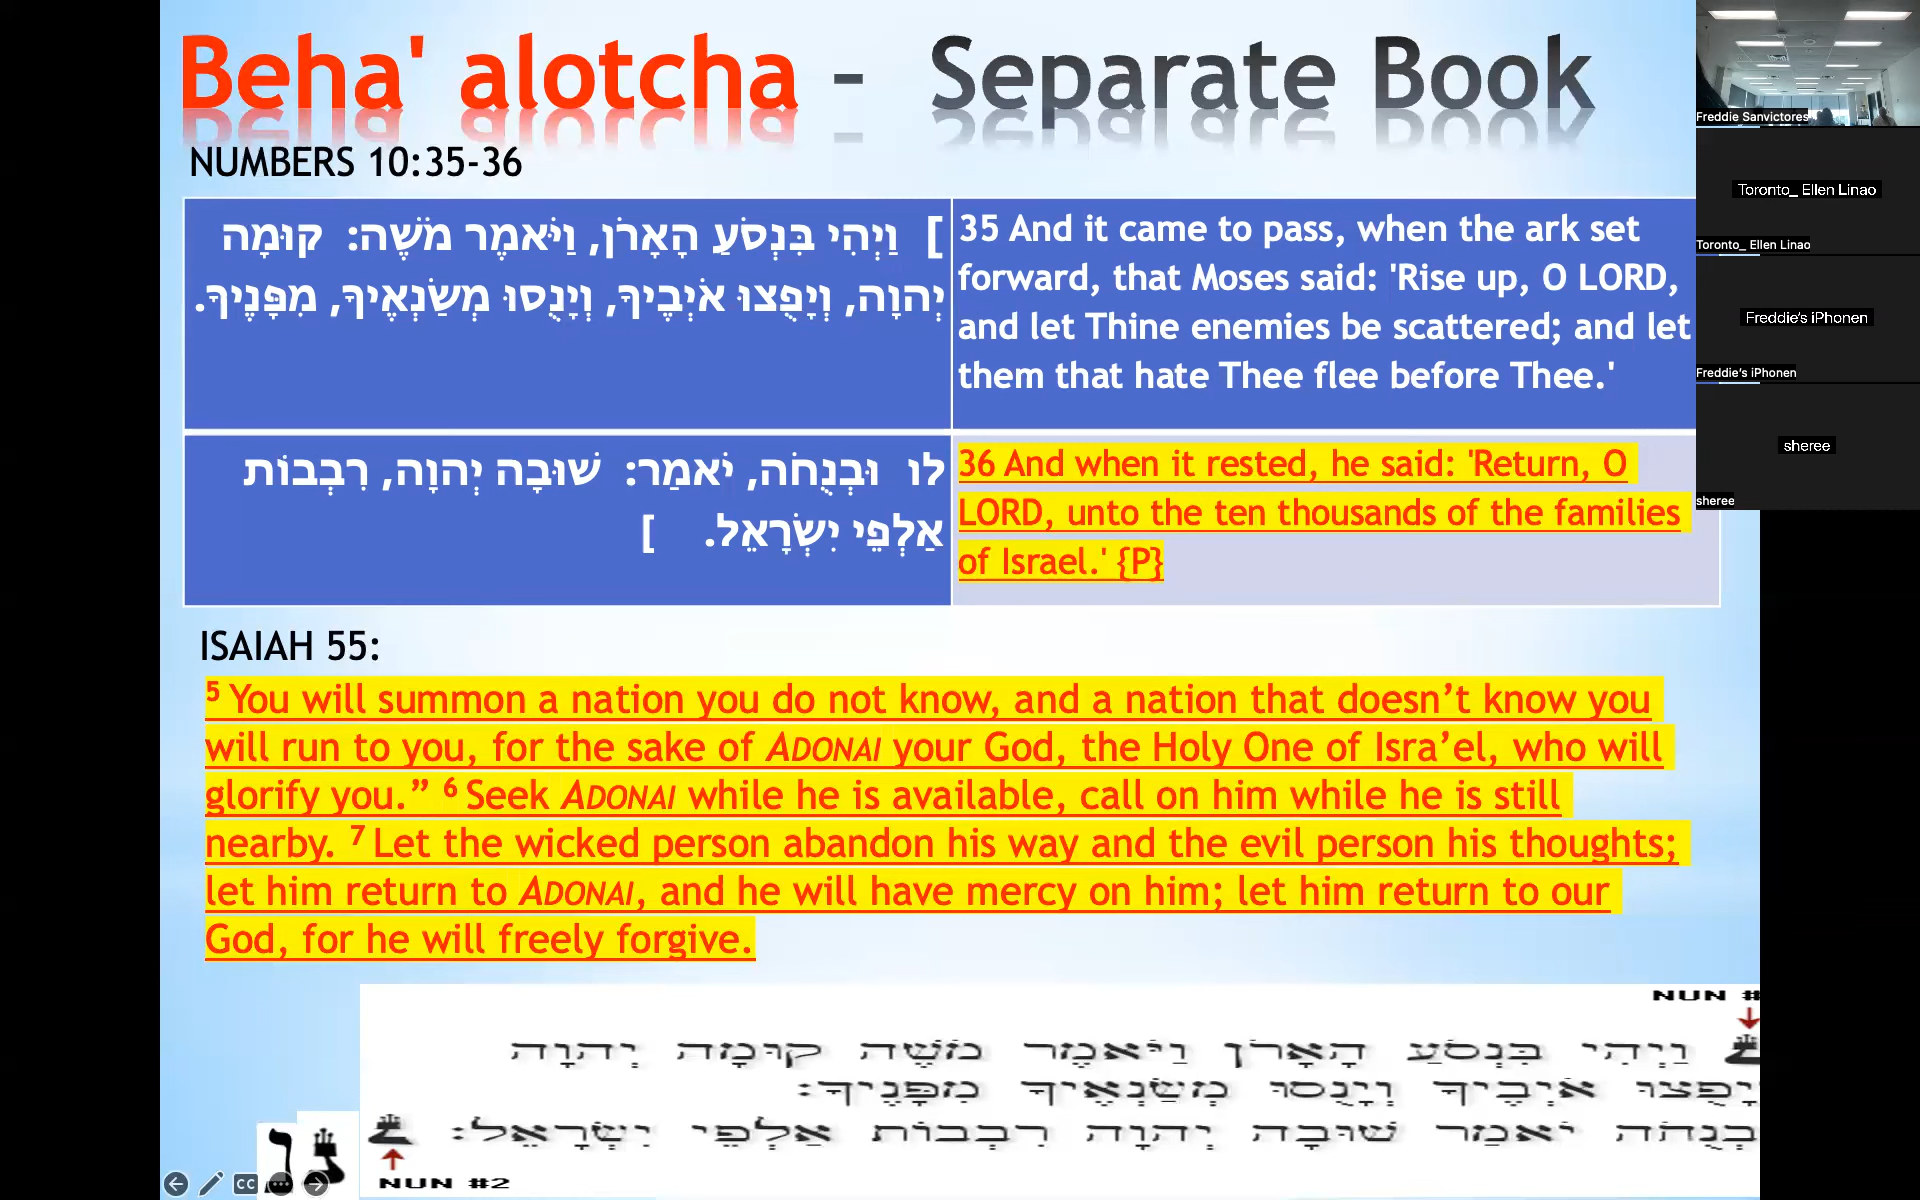 Beha' alotcha - Separate Book
NUMBERS 10:35-36
[ וַיְהִי בִּנְסֹעַ הָאָרֹן, וַיֹּאמֶר מֹשֶׁה: קוּמָה
יְהוָה, וְיָפֻצוּ אֹיְבֶיךָ, וְיָנֻסוּ מְשַׂנְאֶיךָ, מִפָּנֶיךָ.
35 And it came to pass, when the ark set
forward, that Moses said: 'Rise up, O LORD,
and let Thine enemies be scattered; and let
them that hate Thee flee before Thee.'
לו וּבְנֻחֹה, יֹאמַר: שׁוּבָה יְהוָה, רִבְבוֹת
אַלְפֵי יִשְׂרָאֵל. ]
36 And when it rested, he said: 'Return, O
LORD, unto the ten thousands of the families
of Israel.' {P}
ISAIAH 55:
5 You will summon a nation you do not know, and a nation that doesn’t know you
will run to you, for the sake of ADONAI your God, the Holy One of Isra’el, who will
glorify you.” 6 Seek ADONAI while he is available, call on him while he is still
nearby. 7 Let the wicked person abandon his way and the evil person his thoughts;
let him return to ADONAI, and he will have mercy on him; let him return to our
God, for he will freely forgive.
NUN #
׆ וַיְהִי בִּנְסֹעַ הָאָרֹן וַיֹּאמֶר מֹשֶׁה קוּמָה יְהוָה
יָפֻצוּ אֹיְבֶיךָ וְיָנֻסוּ מְשַׂנְאֶיךָ מִפָּנֶיךָ:
בְנֻחֹה יֹאמַר שׁוּבָה יְהוָה רִבְבוֹת אַלְפֵי יִשְׂרָאֵל: ׆
NUN #2
CC
Freddie Sanvictores
Toronto_ Ellen Linao
Toronto_ Ellen Linao
Freddie’s iPhonen
Freddie’s iPhonen
sheree
sheree